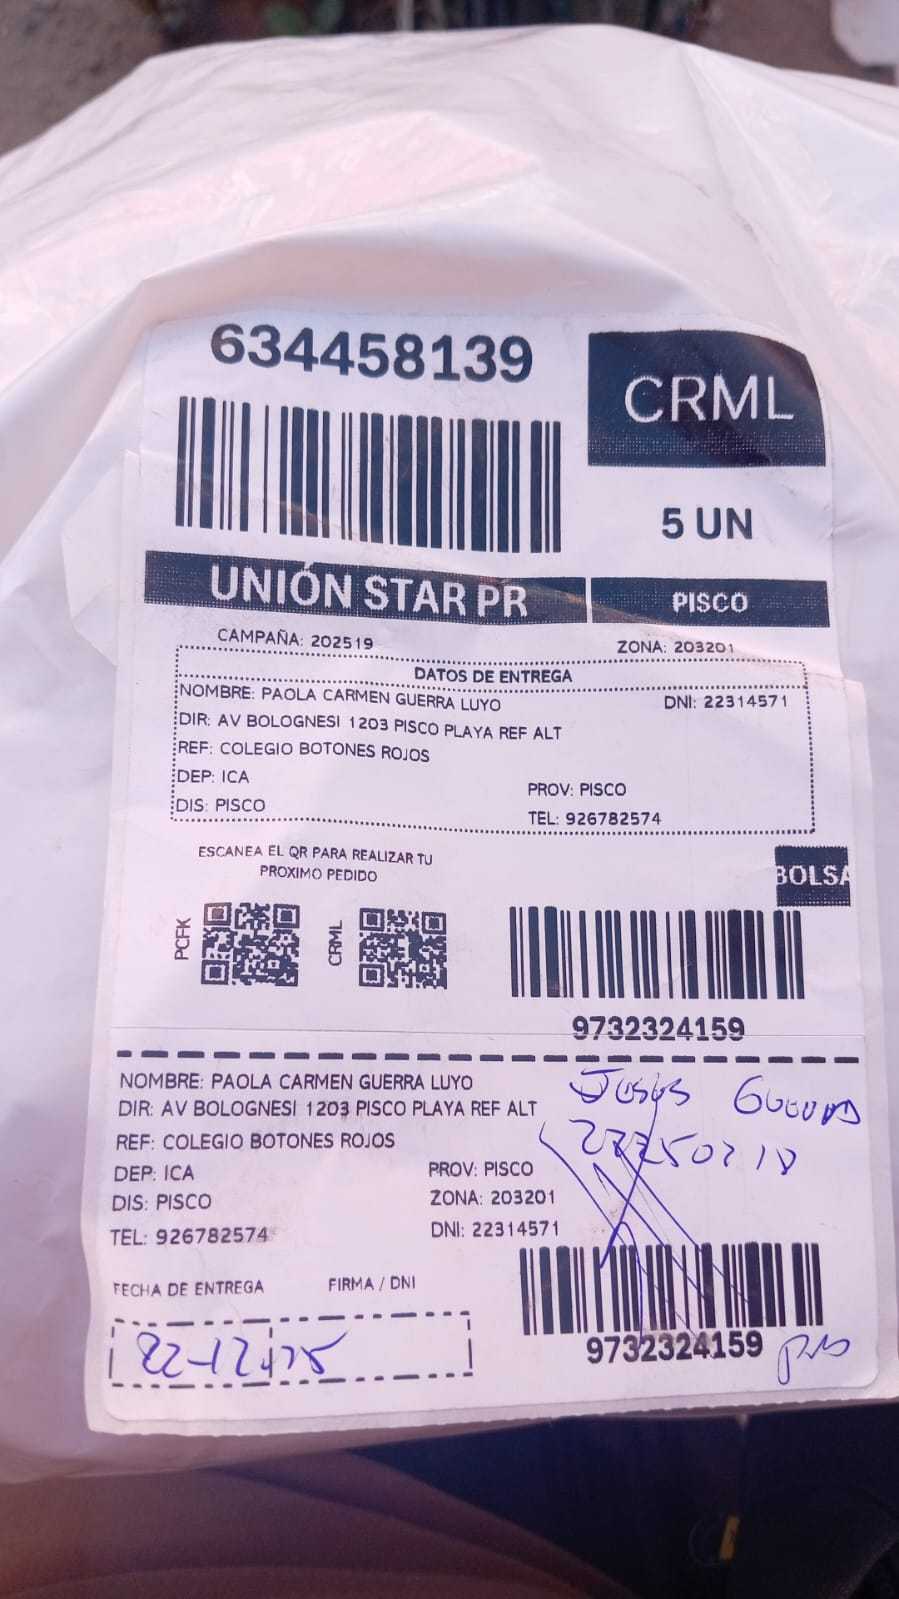 634458139
CRML
5 UN
UNIÓN STAR PR
PISCO
CAMPAÑA: 202519
ZONA: 203201
DATOS DE ENTREGA
NOMBRE: PAOLA CARMEN GUERRA LUYO
DNI: 22314571
DIR: AV BOLOGNESI 1203 PISCO PLAYA REF ALT
REF: COLEGIO BOTONES ROJOS
DEP: ICA
PROV: PISCO
DIS: PISCO
TEL: 926782574
ESCANEA EL QR PARA REALIZAR TU
PROXIMO PEDIDO
BOLSA
PCFK
CRML
9732324159
NOMBRE: PAOLA CARMEN GUERRA LUYO
DIR: AV BOLOGNESI 1203 PISCO PLAYA REF ALT
REF: COLEGIO BOTONES ROJOS
DEP: ICA
PROV: PISCO
DIS: PISCO
ZONA: 203201
TEL: 926782574
DNI: 22314571
FECHA DE ENTREGA
FIRMA / DNI
22-12-25
9732324159